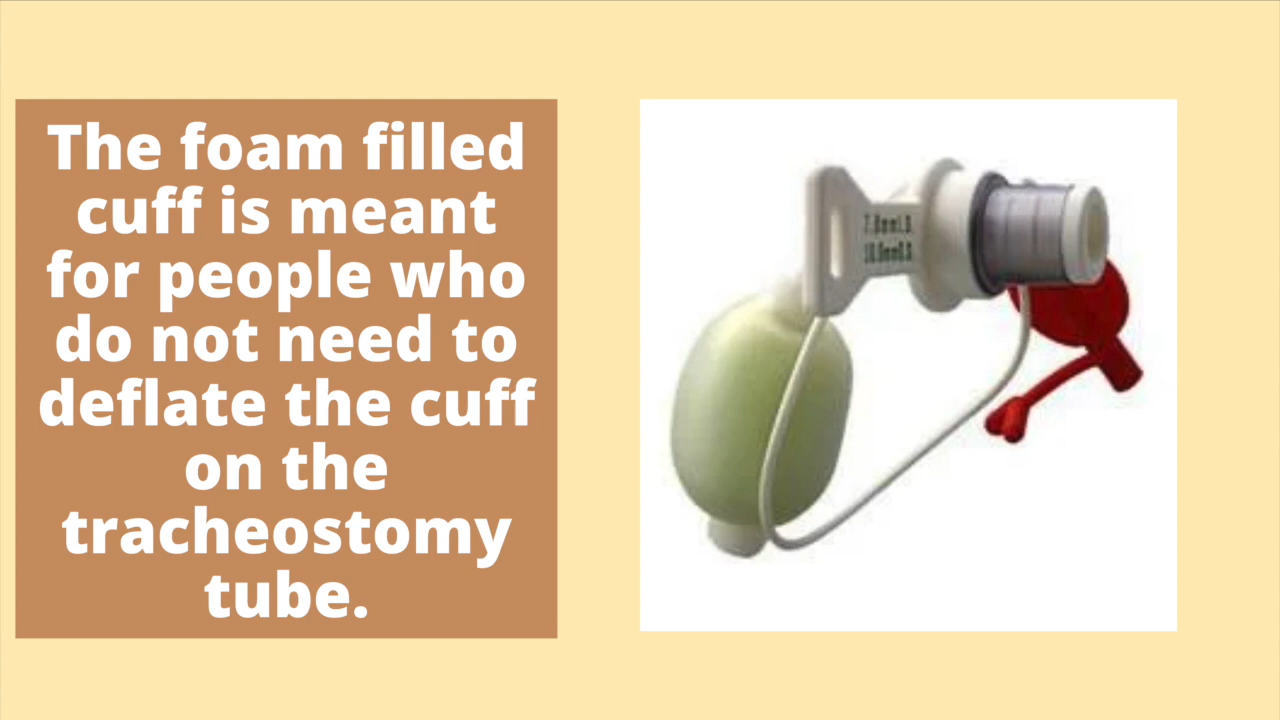 The foam filled
cuff is meant
for people who
do not need to
deflate the cuff
on the
tracheostomy
tube.